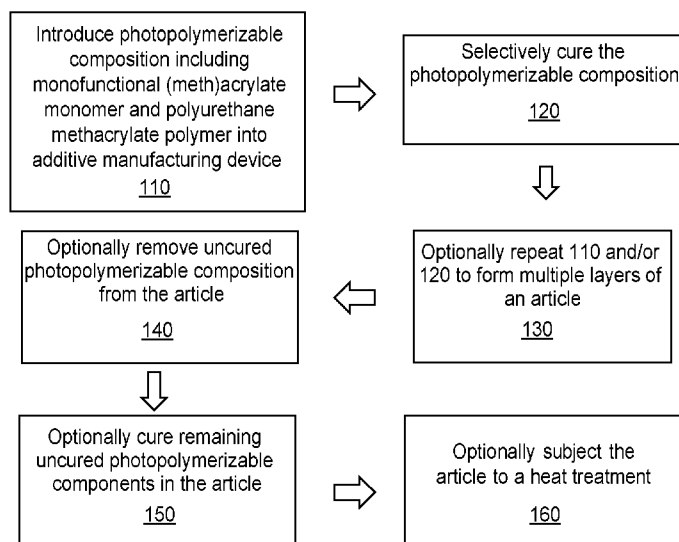 Introduce photopolymerizable
composition including
monofunctional (meth)acrylate
monomer and polyurethane
methacrylate polymer into
additive manufacturing device
110
Selectively cure the
photopolymerizable composition
120
Optionally repeat 110 and/or
120 to form multiple layers of
an article
130
Optionally remove uncured
photopolymerizable composition
from the article
140
Optionally cure remaining
uncured photopolymerizable
components in the article
150
Optionally subject the
article to a heat treatment
160